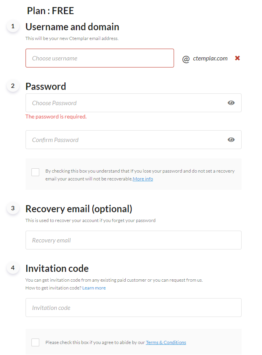 Plan : FREE
1 Username and domain
This will be your new Ctemplar email address.
Choose username @ ctemplar.com
2 Password
Choose Password
The password is required.
Confirm Password
By checking this box you understand that if you lose your password and do not set a recovery
email your account will not be recoverable. More info
3 Recovery email (optional)
This is used to recover your account if you forget your password
Recovery email
4 Invitation code
You can get invitation code from any existing paid customer or you can request from us.
How to get invitation code? Learn more
Invitation code
Please check this box if you agree to abide by our Terms & Conditions